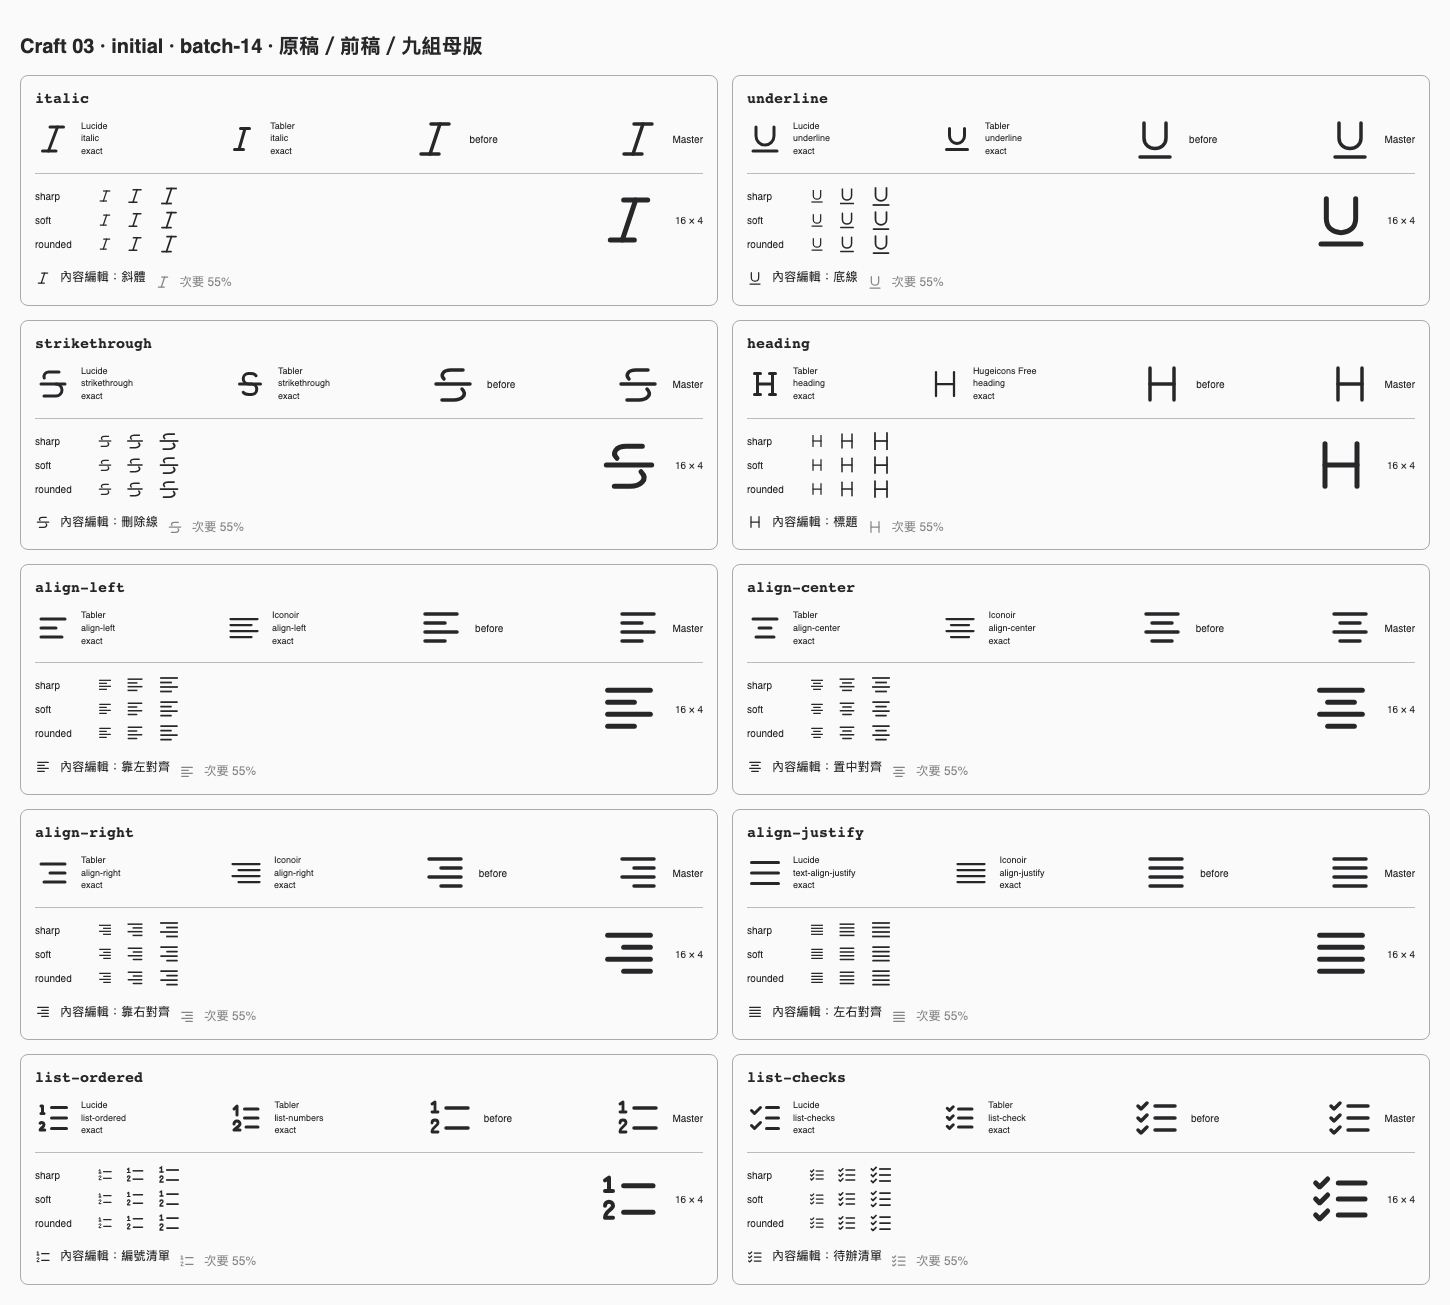 Craft 03 · initial · batch-14 · 原稿 / 前稿 / 九組母版
italic
Lucide
italic
exact
Tabler
italic
exact
before
Master
sharp
soft
rounded
16 × 4
內容編輯：斜體
次要 55%
underline
Lucide
underline
exact
Tabler
underline
exact
before
Master
sharp
soft
rounded
16 × 4
內容編輯：底線
次要 55%
strikethrough
Lucide
strikethrough
exact
Tabler
strikethrough
exact
before
Master
sharp
soft
rounded
16 × 4
內容編輯：刪除線
次要 55%
heading
Tabler
heading
exact
Hugeicons Free
heading
exact
before
Master
sharp
soft
rounded
16 × 4
內容編輯：標題
次要 55%
align-left
Tabler
align-left
exact
Iconoir
align-left
exact
before
Master
sharp
soft
rounded
16 × 4
內容編輯：靠左對齊
次要 55%
align-center
Tabler
align-center
exact
Iconoir
align-center
exact
before
Master
sharp
soft
rounded
16 × 4
內容編輯：置中對齊
次要 55%
align-right
Tabler
align-right
exact
Iconoir
align-right
exact
before
Master
sharp
soft
rounded
16 × 4
內容編輯：靠右對齊
次要 55%
align-justify
Lucide
text-align-justify
exact
Iconoir
align-justify
exact
before
Master
sharp
soft
rounded
16 × 4
內容編輯：左右對齊
次要 55%
list-ordered
Lucide
list-ordered
exact
Tabler
list-numbers
exact
before
Master
sharp
soft
rounded
16 × 4
內容編輯：編號清單
次要 55%
list-checks
Lucide
list-checks
exact
Tabler
list-check
exact
before
Master
sharp
soft
rounded
16 × 4
內容編輯：待辦清單
次要 55%